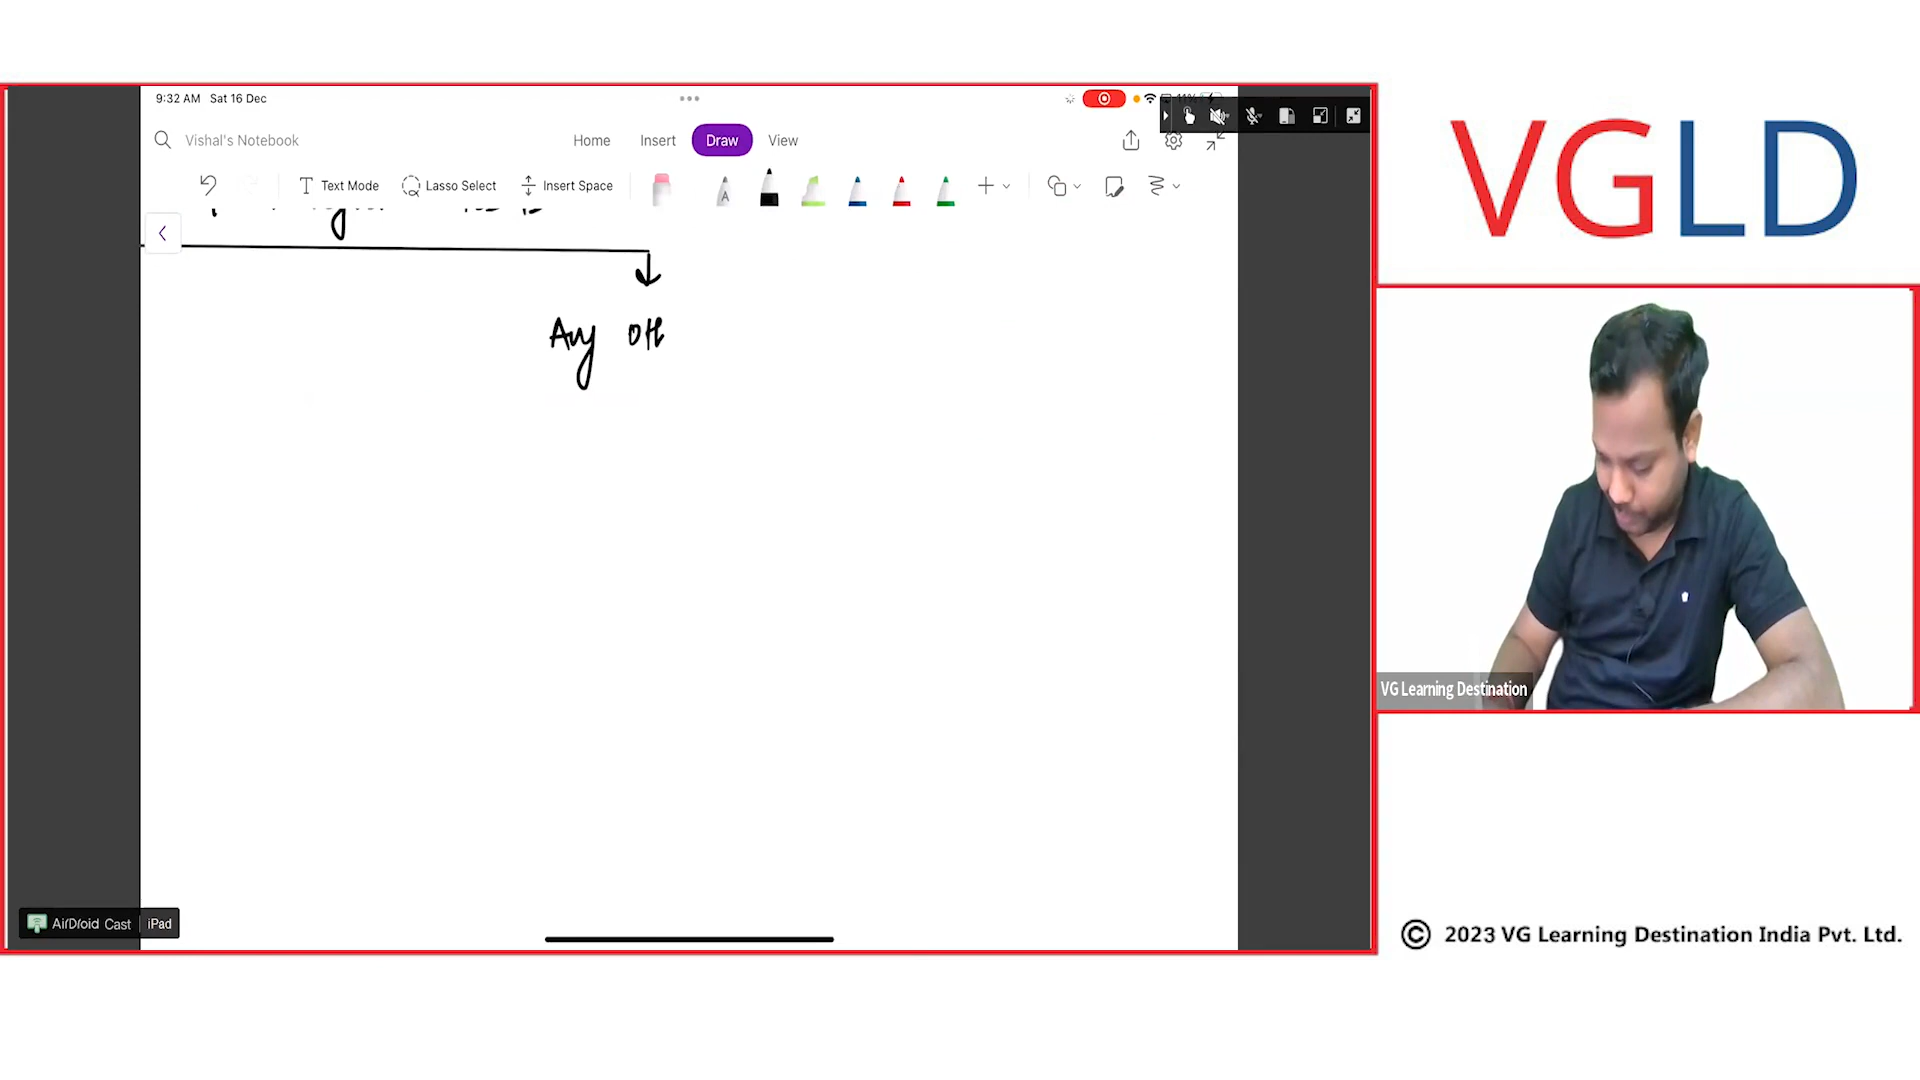 9:32 AM Sat 16 Dec
11%
Vishal's Notebook
Home Insert Draw View
Text Mode Lasso Select Insert Space
A
Any oth
VGLD
VG Learning Destination
AirDroid Cast iPad
© 2023 VG Learning Destination India Pvt. Ltd.